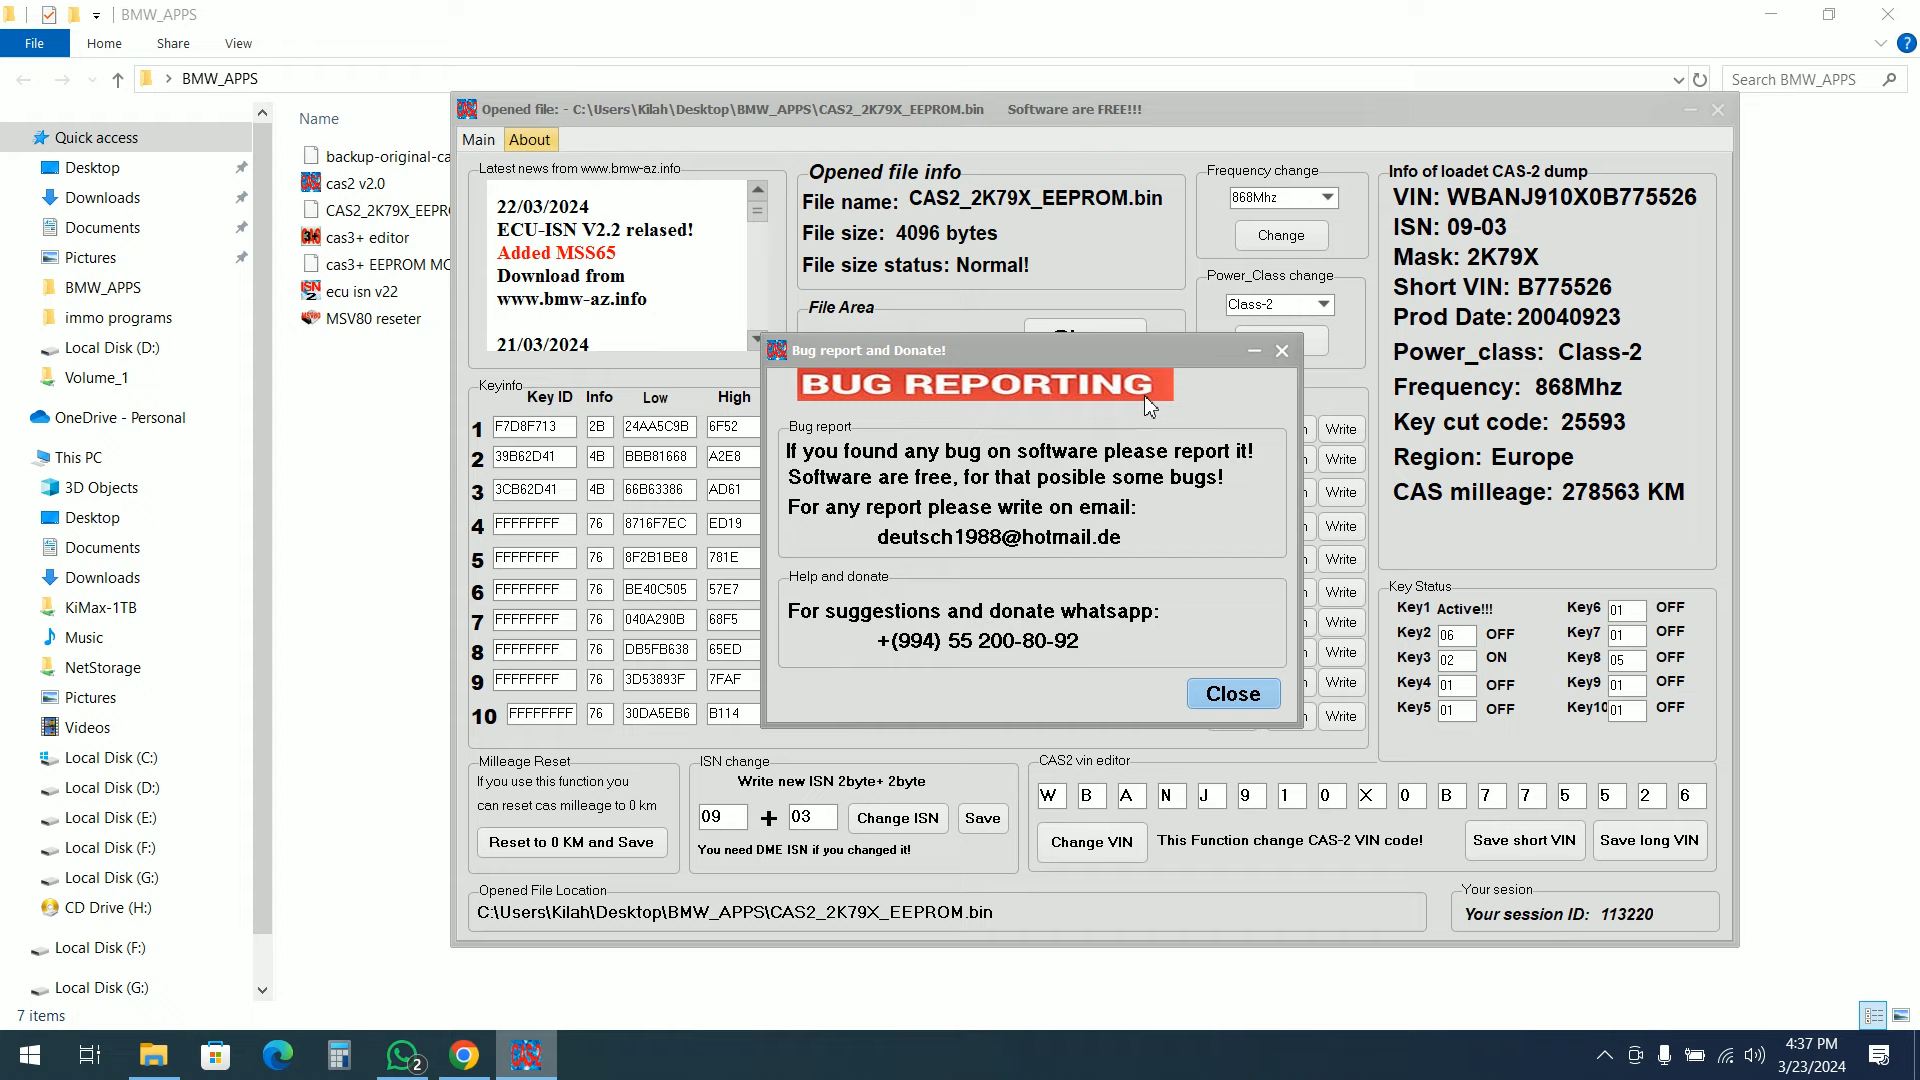 BMW_APPS
File Home Share View
BMW_APPS
Search BMW_APPS
Quick access
Desktop
Downloads
Documents
Pictures
BMW_APPS
immo programs
Local Disk (D:)
Volume_1
OneDrive - Personal
This PC
3D Objects
Desktop
Documents
Downloads
KiMax-1TB
Music
NetStorage
Pictures
Videos
Local Disk (C:)
Local Disk (D:)
Local Disk (E:)
Local Disk (F:)
Local Disk (G:)
CD Drive (H:)
Local Disk (F:)
Local Disk (G:)
7 items
Name
backup-original-ca
cas2 v2.0
CAS2_2K79X_EEPR
cas3+ editor
cas3+ EEPROM MC
ecu isn v22
MSV80 reseter
Opened file: - C:\Users\Kilah\Desktop\BMW_APPS\CAS2_2K79X_EEPROM.bin Software are FREE!!!
Main About
Latest news from www.bmw-az.info
22/03/2024
ECU-ISN V2.2 relased!
Added MSS65
Download from
www.bmw-az.info
21/03/2024
Opened file info
File name: CAS2_2K79X_EEPROM.bin
File size: 4096 bytes
File size status: Normal!
File Area
Frequency change
868Mhz
Change
Power_Class change
Class-2
Info of loadet CAS-2 dump
VIN: WBANJ910X0B775526
ISN: 09-03
Mask: 2K79X
Short VIN: B775526
Prod Date: 20040923
Power_class: Class-2
Frequency: 868Mhz
Key cut code: 25593
Region: Europe
CAS milleage: 278563 KM
Keyinfo
Key ID Info Low High
1 F7D8F713 2B 24AA5C9B 6F52 Write
2 39B62D41 4B BBB81668 A2E8 Write
3 3CB62D41 4B 66B63386 AD61 Write
4 FFFFFFFF 76 8716F7EC ED19 Write
5 FFFFFFFF 76 8F2B1BE8 781E Write
6 FFFFFFFF 76 BE40C505 57E7 Write
7 FFFFFFFF 76 040A290B 68F5 Write
8 FFFFFFFF 76 DB5FB638 65ED Write
9 FFFFFFFF 76 3D53893F 7FAF Write
10 FFFFFFFF 76 30DA5EB6 B114 Write
Bug report and Donate!
BUG REPORTING
Bug report
If you found any bug on software please report it!
Software are free, for that posible some bugs!
For any report please write on email:
deutsch1988@hotmail.de
Help and donate
For suggestions and donate whatsapp:
+(994) 55 200-80-92
Close
Key Status
Key1 Active!!! Key6 01 OFF
Key2 06 OFF Key7 01 OFF
Key3 02 ON Key8 05 OFF
Key4 01 OFF Key9 01 OFF
Key5 01 OFF Key10 01 OFF
Milleage Reset
If you use this function you
can reset cas milleage to 0 km
Reset to 0 KM and Save
ISN change
Write new ISN 2byte+ 2byte
09 + 03 Change ISN Save
You need DME ISN if you changed it!
CAS2 vin editor
W B A N J 9 1 0 X 0 B 7 7 5 5 2 6
Change VIN This Function change CAS-2 VIN code! Save short VIN Save long VIN
Opened File Location
C:\Users\Kilah\Desktop\BMW_APPS\CAS2_2K79X_EEPROM.bin
Your sesion
Your session ID: 113220
2
4:37 PM
3/23/2024